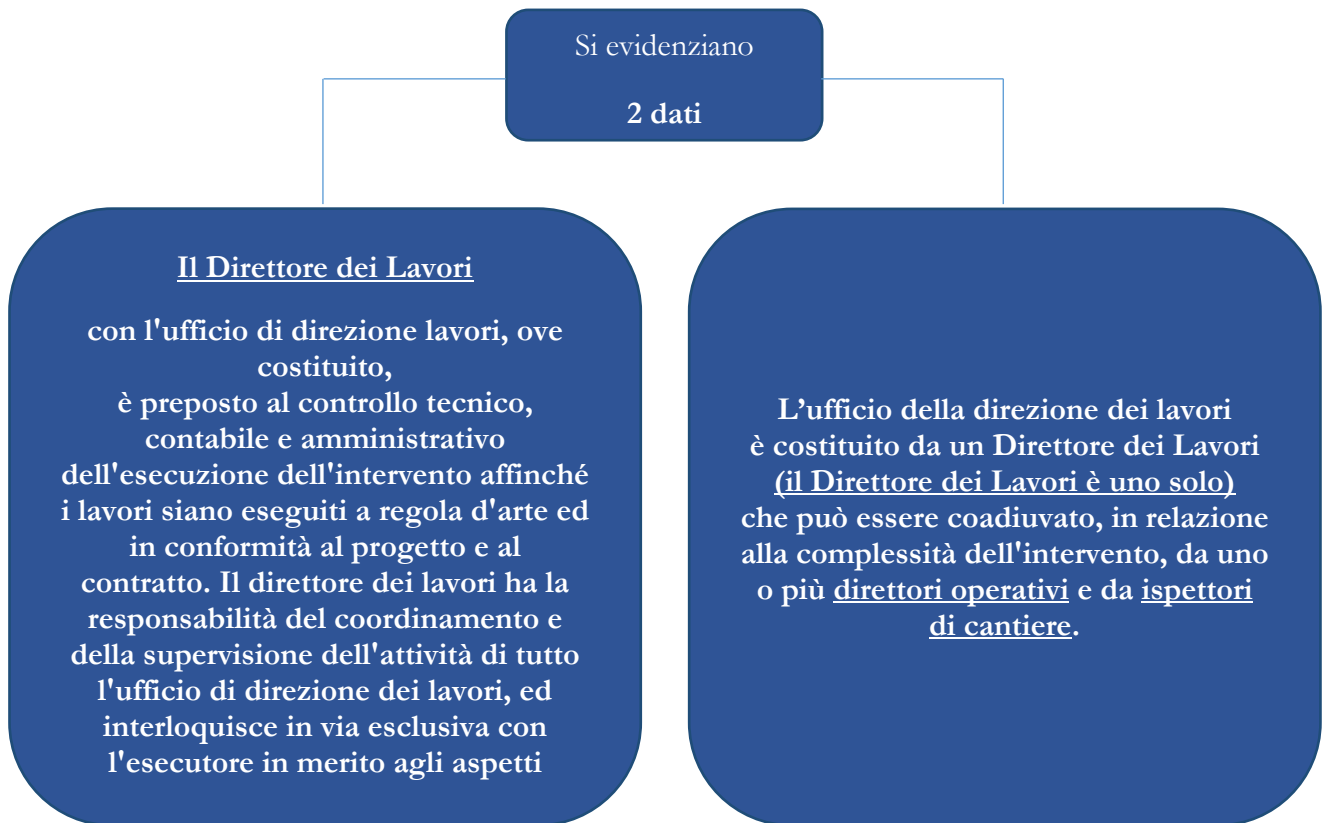 Si evidenziano
2 dati
Il Direttore dei Lavori
con l'ufficio di direzione lavori, ove
costituito,
è preposto al controllo tecnico,
contabile e amministrativo
dell'esecuzione dell'intervento affinché
i lavori siano eseguiti a regola d'arte ed
in conformità al progetto e al
contratto. Il direttore dei lavori ha la
responsabilità del coordinamento e
della supervisione dell'attività di tutto
l'ufficio di direzione dei lavori, ed
interloquisce in via esclusiva con
l'esecutore in merito agli aspetti
L’ufficio della direzione dei lavori
è costituito da un Direttore dei Lavori
(il Direttore dei Lavori è uno solo)
che può essere coadiuvato, in relazione
alla complessità dell'intervento, da uno
o più direttori operativi e da ispettori
di cantiere.